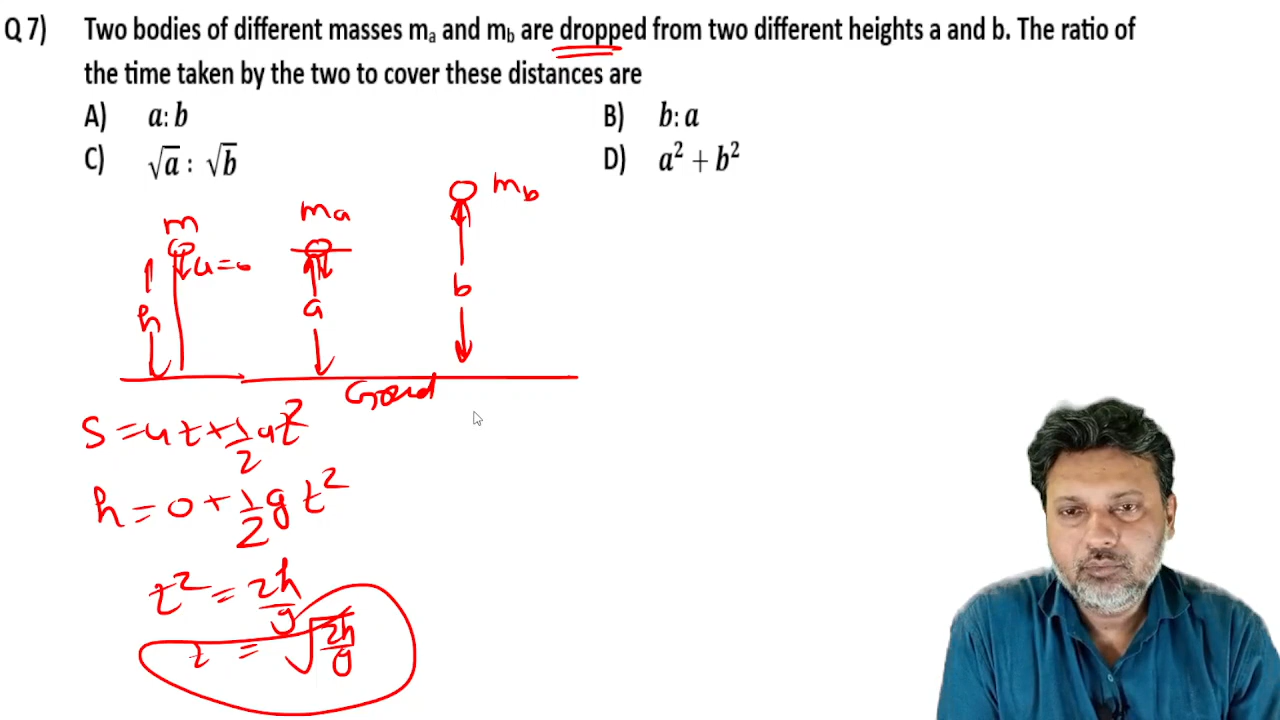 Q 7) Two bodies of different masses mₐ and m_b are dropped from two different heights a and b. The ratio of
the time taken by the two to cover these distances are
A) a: b
B) b: a
C) √a : √b
D) a² + b²
m
mₐ
m_b
u=0
h
a
b
Ground
s = ut + 1/2 at²
h = 0 + 1/2 g t²
t² = 2h/g
t = √(2h/g)